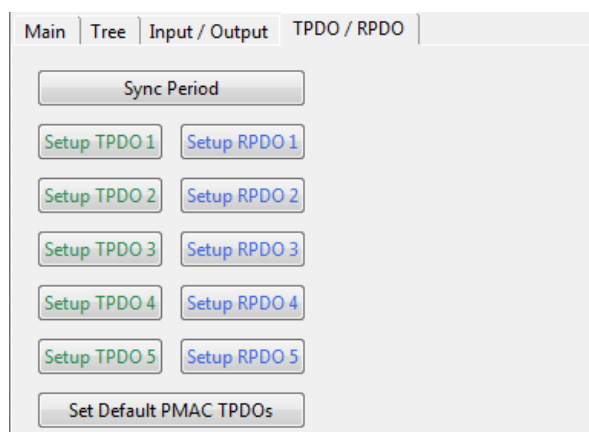 Main Tree Input / Output TPDO / RPDO
Sync Period
Setup TPDO 1 Setup RPDO 1
Setup TPDO 2 Setup RPDO 2
Setup TPDO 3 Setup RPDO 3
Setup TPDO 4 Setup RPDO 4
Setup TPDO 5 Setup RPDO 5
Set Default PMAC TPDOs